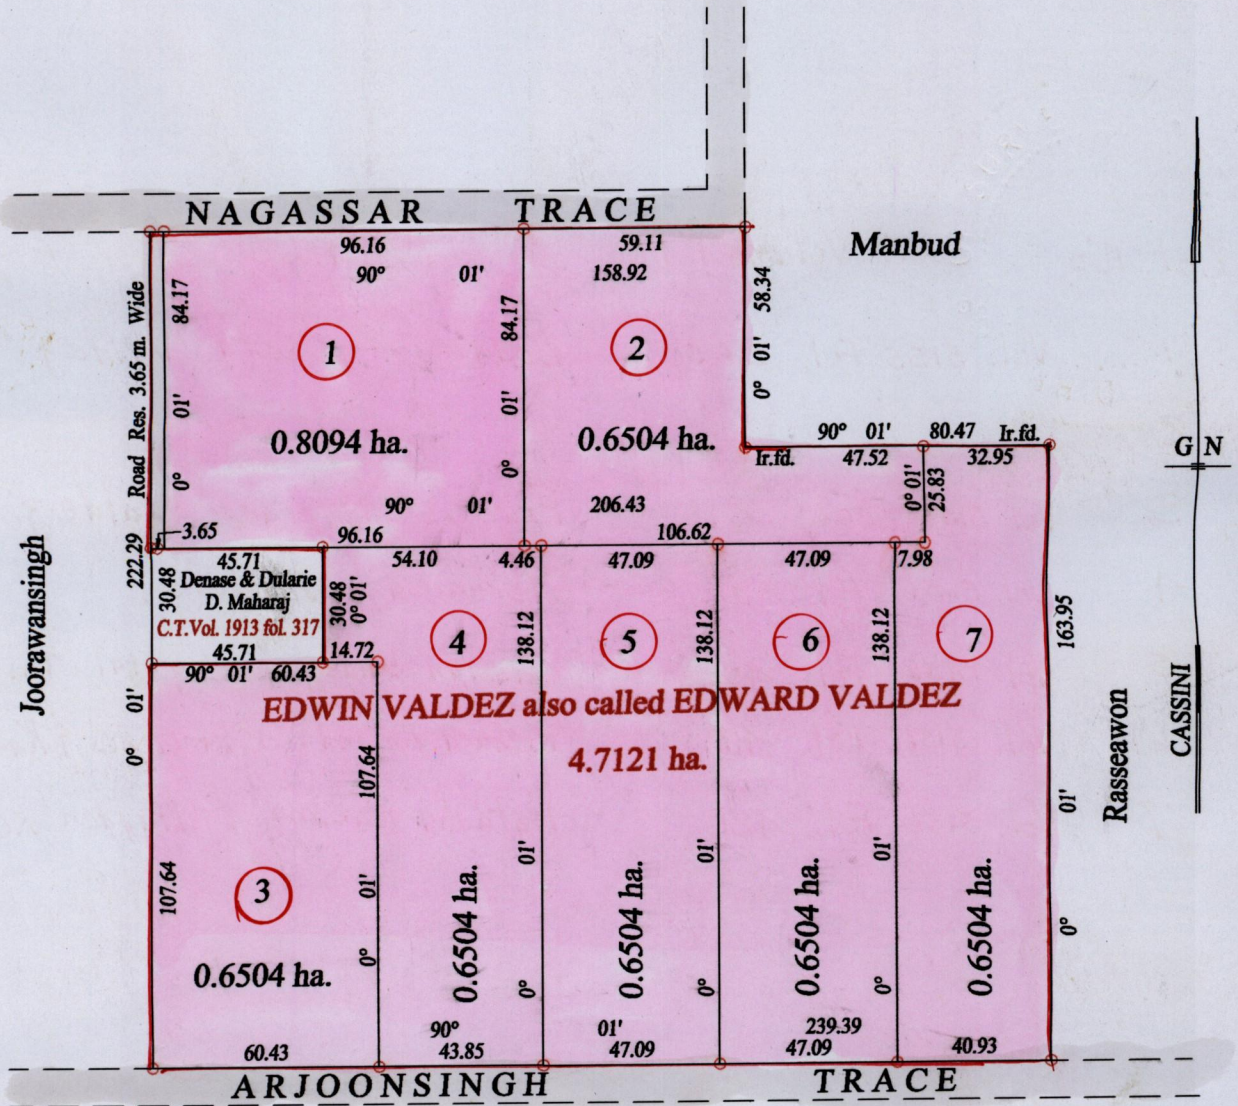 NAGASSAR TRACE
96.16
59.11
90° 01'
158.92
Manbud
Road Res. 3.65 m. Wide
84.17
0° 01'
1
0.8094 ha.
84.17
0° 01'
2
0.6504 ha.
58.34
0° 01'
90° 01' 80.47 Ir.fd.
Ir.fd. 47.52 32.95
G N
0° 01'
25.83
90° 01' 206.43
3.65
96.16
106.62
222.29
45.71
54.10 4.46 47.09 47.09 7.98
Joorawansingh
30.48
Denase & Dularie
D. Maharaj
C.T.Vol. 1913 fol. 317
45.71
30.48
0° 01'
14.72
90° 01' 60.43
4
138.12
5
138.12
6
138.12
7
163.95
EDWIN VALDEZ also called EDWARD VALDEZ
4.7121 ha.
CASSINI
Rasseawon
0° 01'
107.64
107.64
0° 01'
3
0.6504 ha.
0.6504 ha.
0° 01'
0.6504 ha.
0° 01'
0.6504 ha.
0° 01'
0.6504 ha.
0° 01'
90° 01' 239.39
60.43 43.85 47.09 47.09 40.93
ARJOONSINGH TRACE